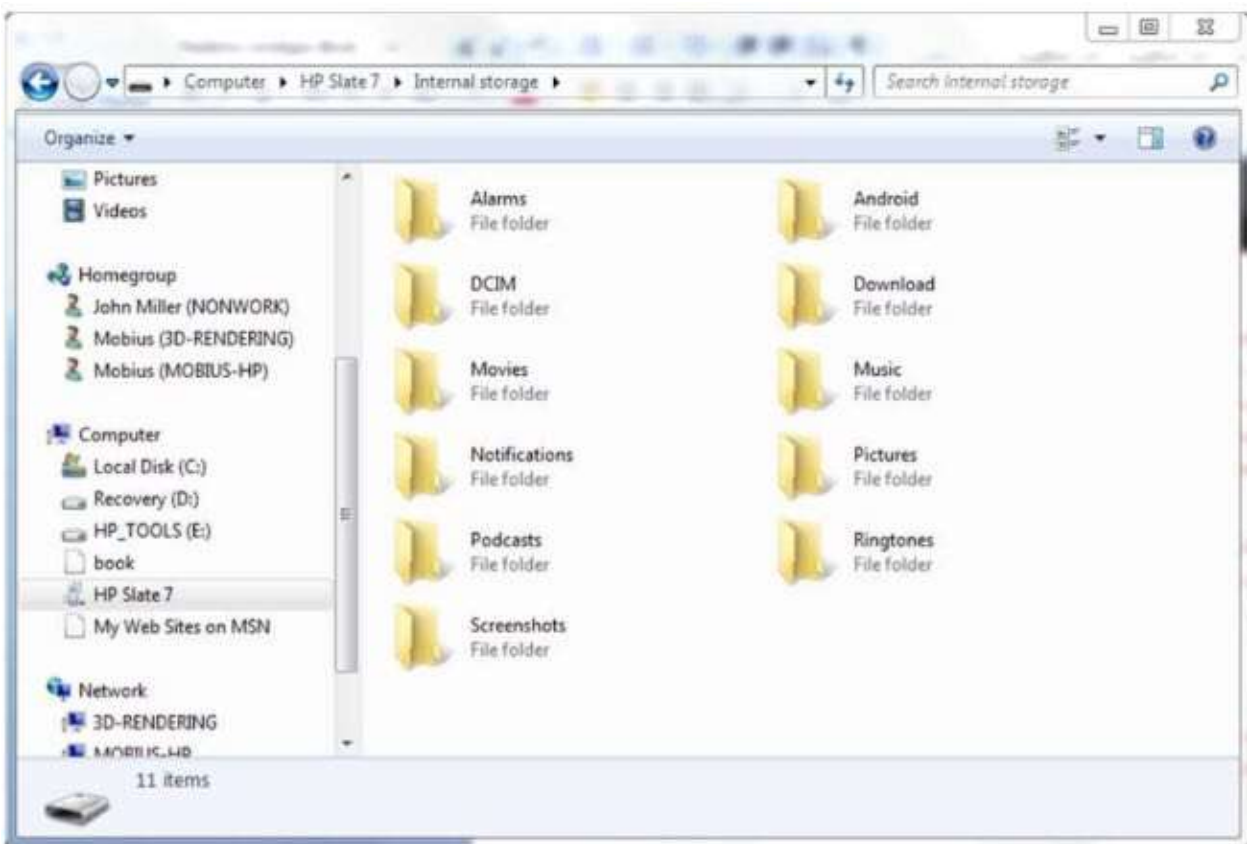 Computer ▸ HP Slate 7 ▸ Internal storage ▸
Search Internal storage
Organize
Pictures
Videos
Homegroup
John Miller (NONWORK)
Mobius (3D-RENDERING)
Mobius (MOBIUS-HP)
Computer
Local Disk (C:)
Recovery (D:)
HP_TOOLS (E:)
book
HP Slate 7
My Web Sites on MSN
Network
3D-RENDERING
MOBIUS-HP
Alarms
File folder
Android
File folder
DCIM
File folder
Download
File folder
Movies
File folder
Music
File folder
Notifications
File folder
Pictures
File folder
Podcasts
File folder
Ringtones
File folder
Screenshots
File folder
11 items